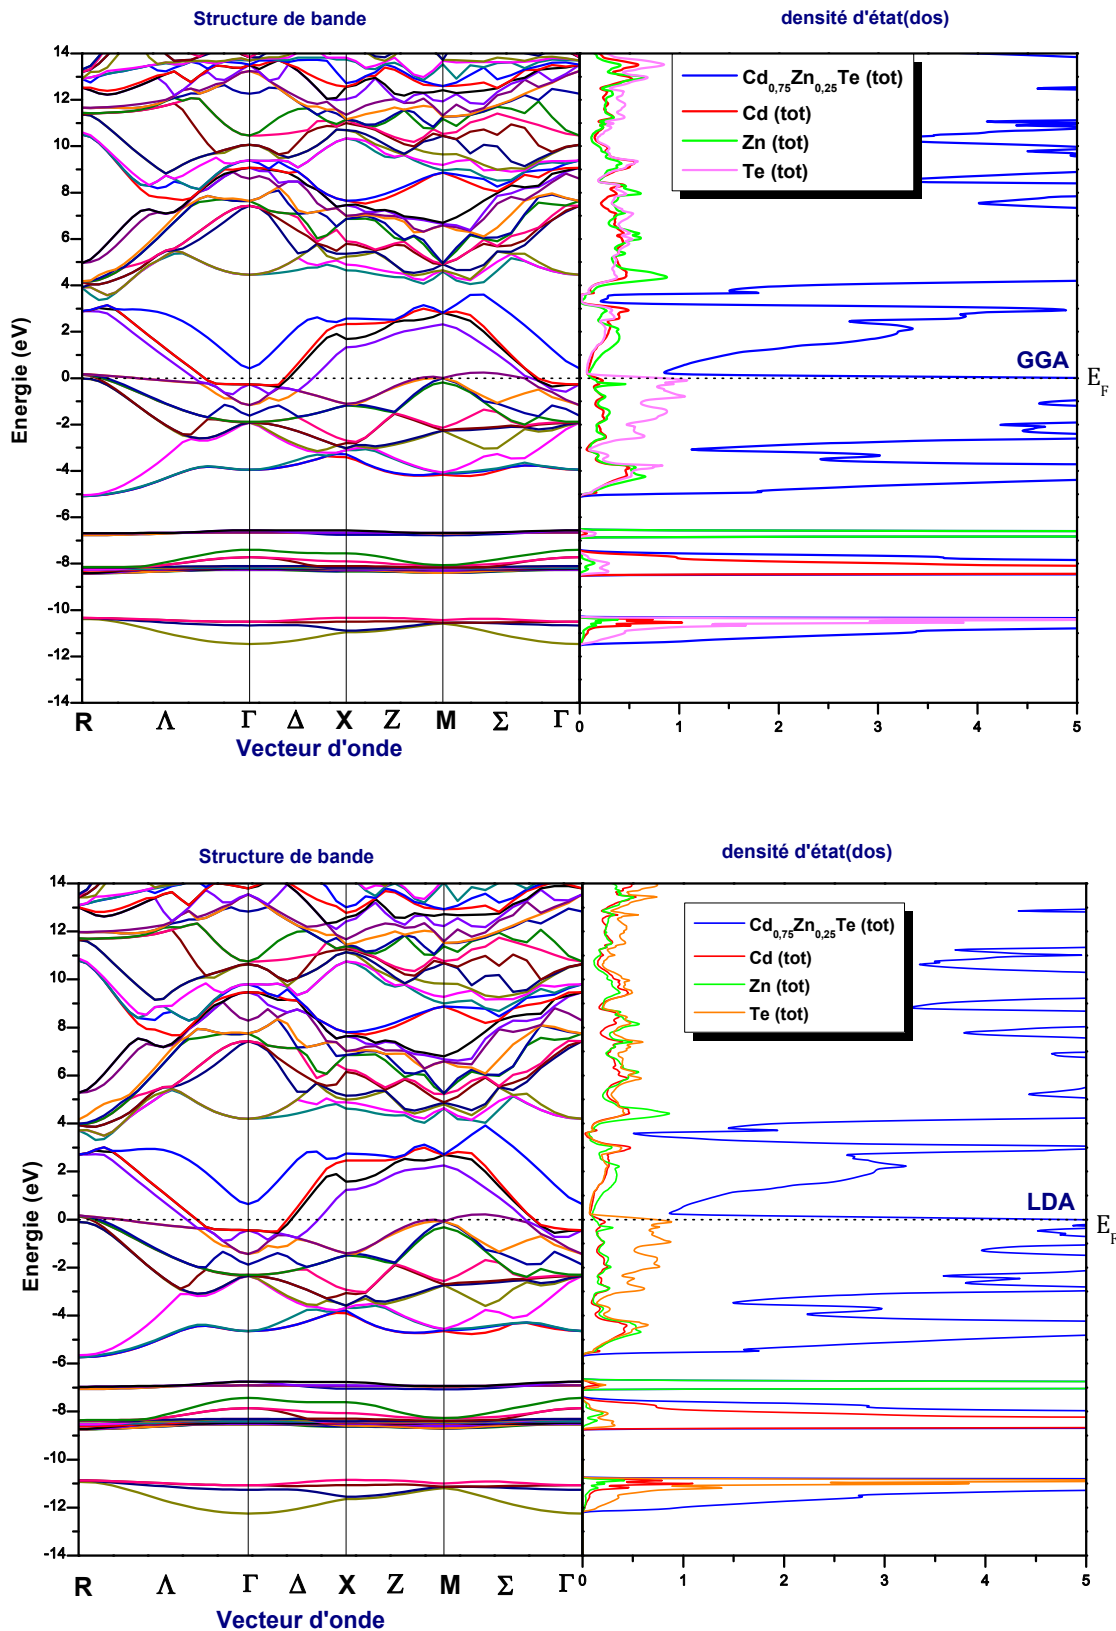 Structure de bande
densité d'état(dos)
14
12
10
8
6
4
2
0
-2
-4
-6
-8
-10
-12
-14
Energie (eV)
Cd0,75Zn0,25Te (tot)
Cd (tot)
Zn (tot)
Te (tot)
GGA
EF
R Λ Γ Δ X Z M Σ Γ
0 1 2 3 4 5
Vecteur d'onde
Structure de bande
densité d'état(dos)
14
12
10
8
6
4
2
0
-2
-4
-6
-8
-10
-12
-14
Energie (eV)
Cd0,75Zn0,25Te (tot)
Cd (tot)
Zn (tot)
Te (tot)
LDA
EF
R Λ Γ Δ X Z M Σ Γ
0 1 2 3 4 5
Vecteur d'onde